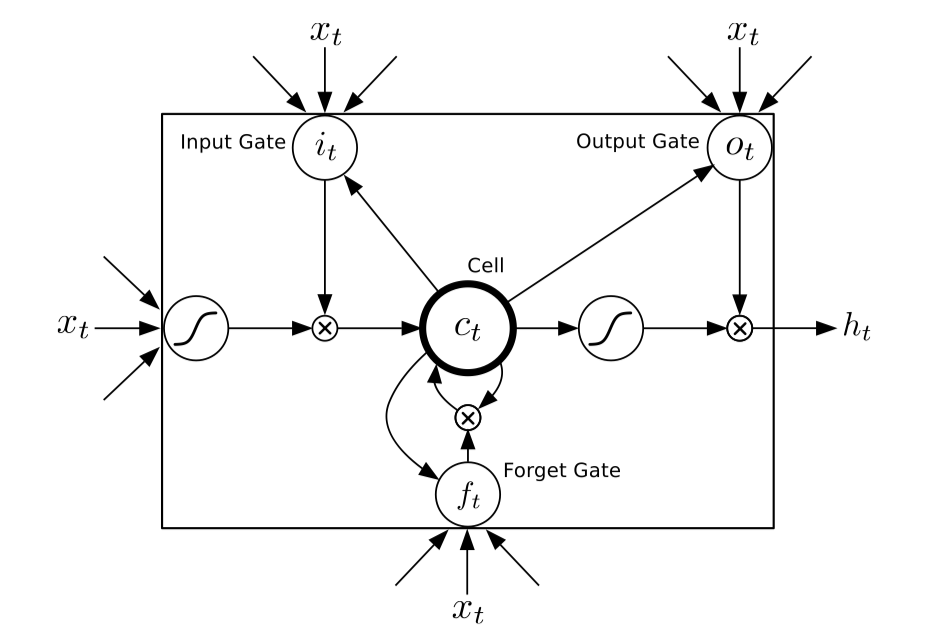 x_t
x_t
Input Gate
i_t
Output Gate
o_t
Cell
x_t
c_t
h_t
Forget Gate
f_t
x_t